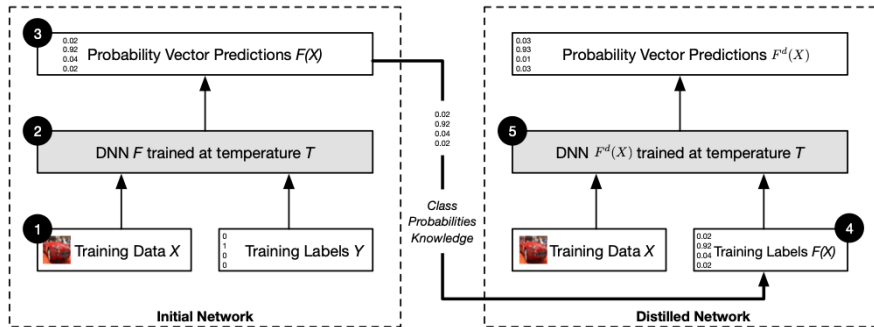 3
0.02
0.92
0.04
0.02
Probability Vector Predictions F(X)
2
DNN F trained at temperature T
1
Training Data X
0
1
0
0
Training Labels Y
Initial Network
0.02
0.92
0.04
0.02
Class
Probabilities
Knowledge
0.03
0.93
0.01
0.03
Probability Vector Predictions F^d(X)
5
DNN F^d(X) trained at temperature T
Training Data X
4
0.02
0.92
0.04
0.02
Training Labels F(X)
Distilled Network